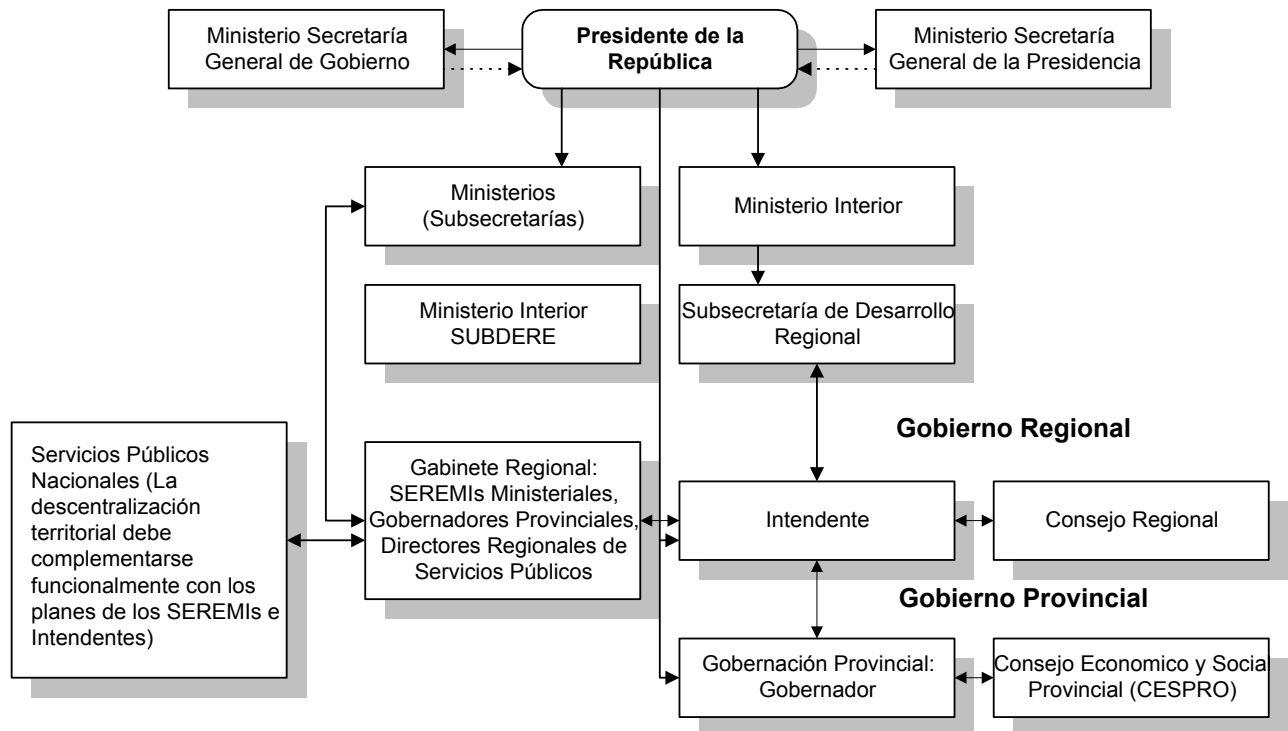 Ministerio Secretaría
General de Gobierno
Presidente de la
República
Ministerio Secretaría
General de la Presidencia
Ministerios
(Subsecretarías)
Ministerio Interior
Ministerio Interior
SUBDERE
Subsecretaría de Desarrollo
Regional
Gobierno Regional
Servicios Públicos
Nacionales (La
descentralización
territorial debe
complementarse
funcionalmente con los
planes de los SEREMIs e
Intendentes)
Gabinete Regional:
SEREMIs Ministeriales,
Gobernadores Provinciales,
Directores Regionales de
Servicios Públicos
Intendente
Consejo Regional
Gobierno Provincial
Gobernación Provincial:
Gobernador
Consejo Economico y Social
Provincial (CESPRO)